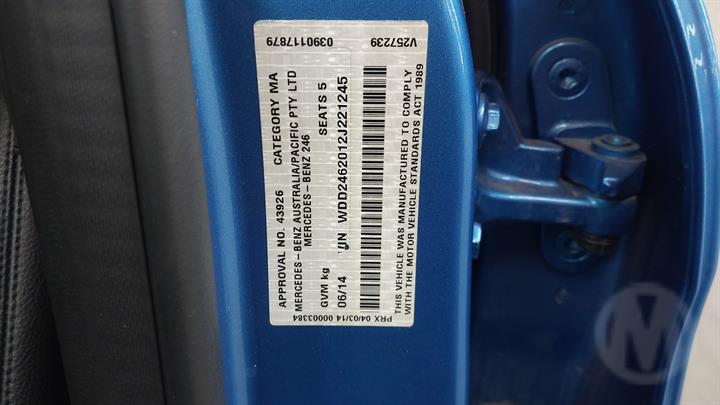 0390117879 V257239
APPROVAL NO. 43926 CATEGORY MA
MERCEDES-BENZ AUSTRALIA/PACIFIC PTY LTD
MERCEDES-BENZ 246
GVM kg SEATS 5
06/14 VIN WDD2462012J221245
THIS VEHICLE WAS MANUFACTURED TO COMPLY
WITH THE MOTOR VEHICLE STANDARDS ACT 1989
PRX 04/03/14 00003384
M